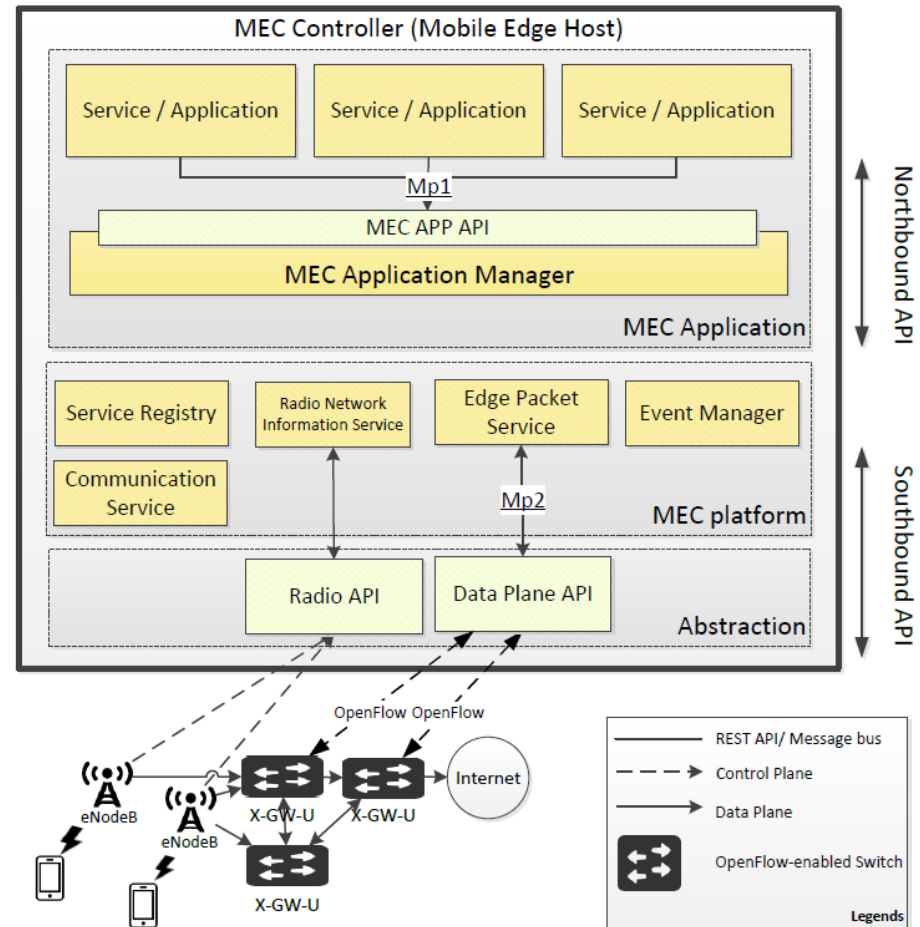 MEC Controller (Mobile Edge Host)
Service / Application
Service / Application
Service / Application
Mp1
MEC APP API
MEC Application Manager
MEC Application
Northbound API
Service Registry
Radio Network
Information Service
Edge Packet
Service
Event Manager
Communication
Service
Mp2
MEC platform
Radio API
Data Plane API
Abstraction
Southbound API
OpenFlow OpenFlow
eNodeB
eNodeB
X-GW-U
X-GW-U
X-GW-U
Internet
REST API/ Message bus
Control Plane
Data Plane
OpenFlow-enabled Switch
Legends